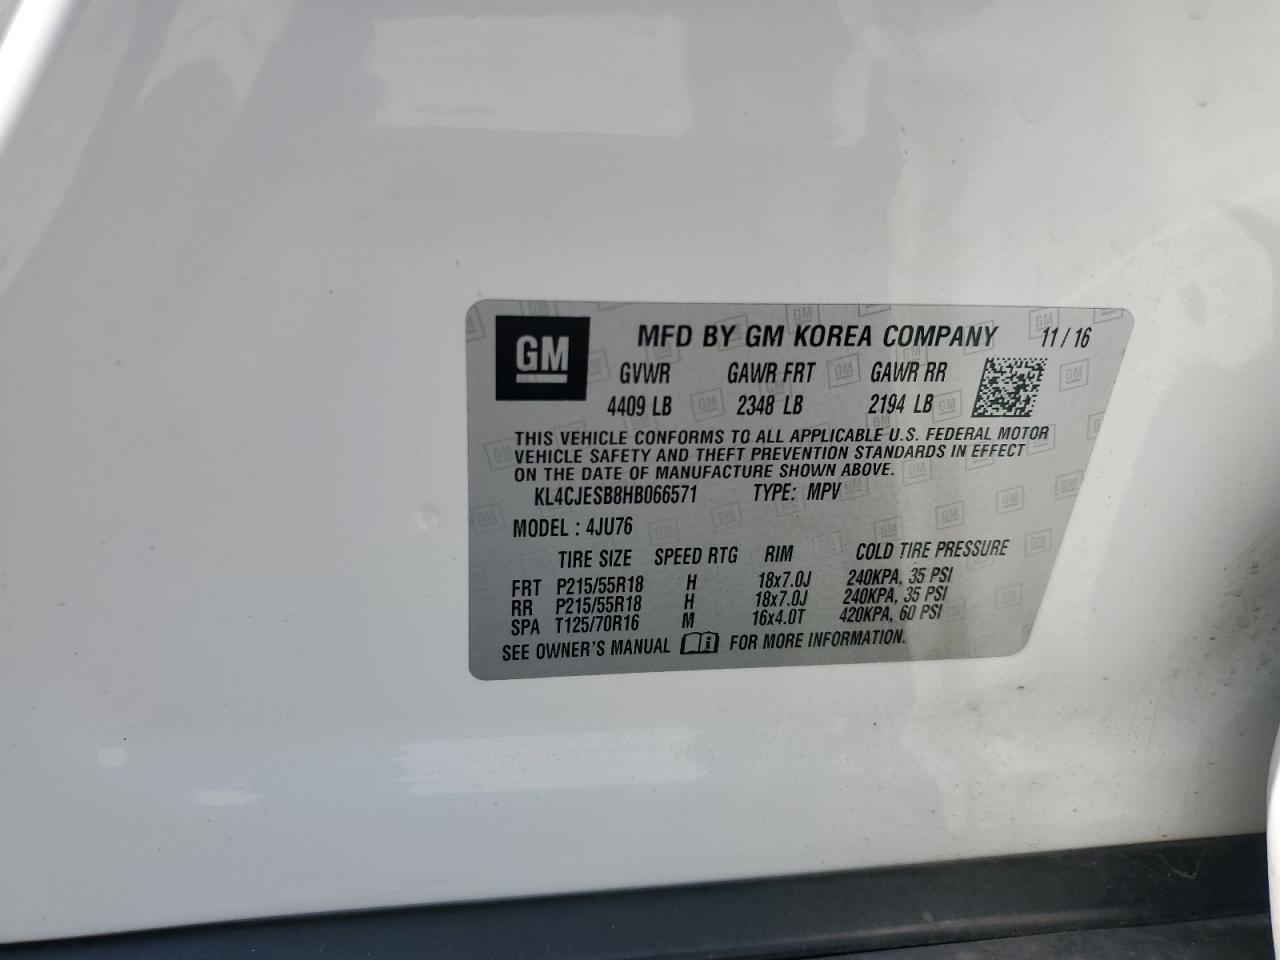 GM MFD BY GM KOREA COMPANY 11/16
GVWR GAWR FRT GAWR RR
4409 LB 2348 LB 2194 LB
THIS VEHICLE CONFORMS TO ALL APPLICABLE U.S. FEDERAL MOTOR
VEHICLE SAFETY AND THEFT PREVENTION STANDARDS IN EFFECT
ON THE DATE OF MANUFACTURE SHOWN ABOVE.
KL4CJESB8HB066571 TYPE: MPV
MODEL : 4JU76
TIRE SIZE SPEED RTG RIM COLD TIRE PRESSURE
FRT P215/55R18 H 18x7.0J 240KPA, 35 PSI
RR P215/55R18 H 18x7.0J 240KPA, 35 PSI
SPA T125/70R16 M 16x4.0T 420KPA, 60 PSI
SEE OWNER'S MANUAL FOR MORE INFORMATION.